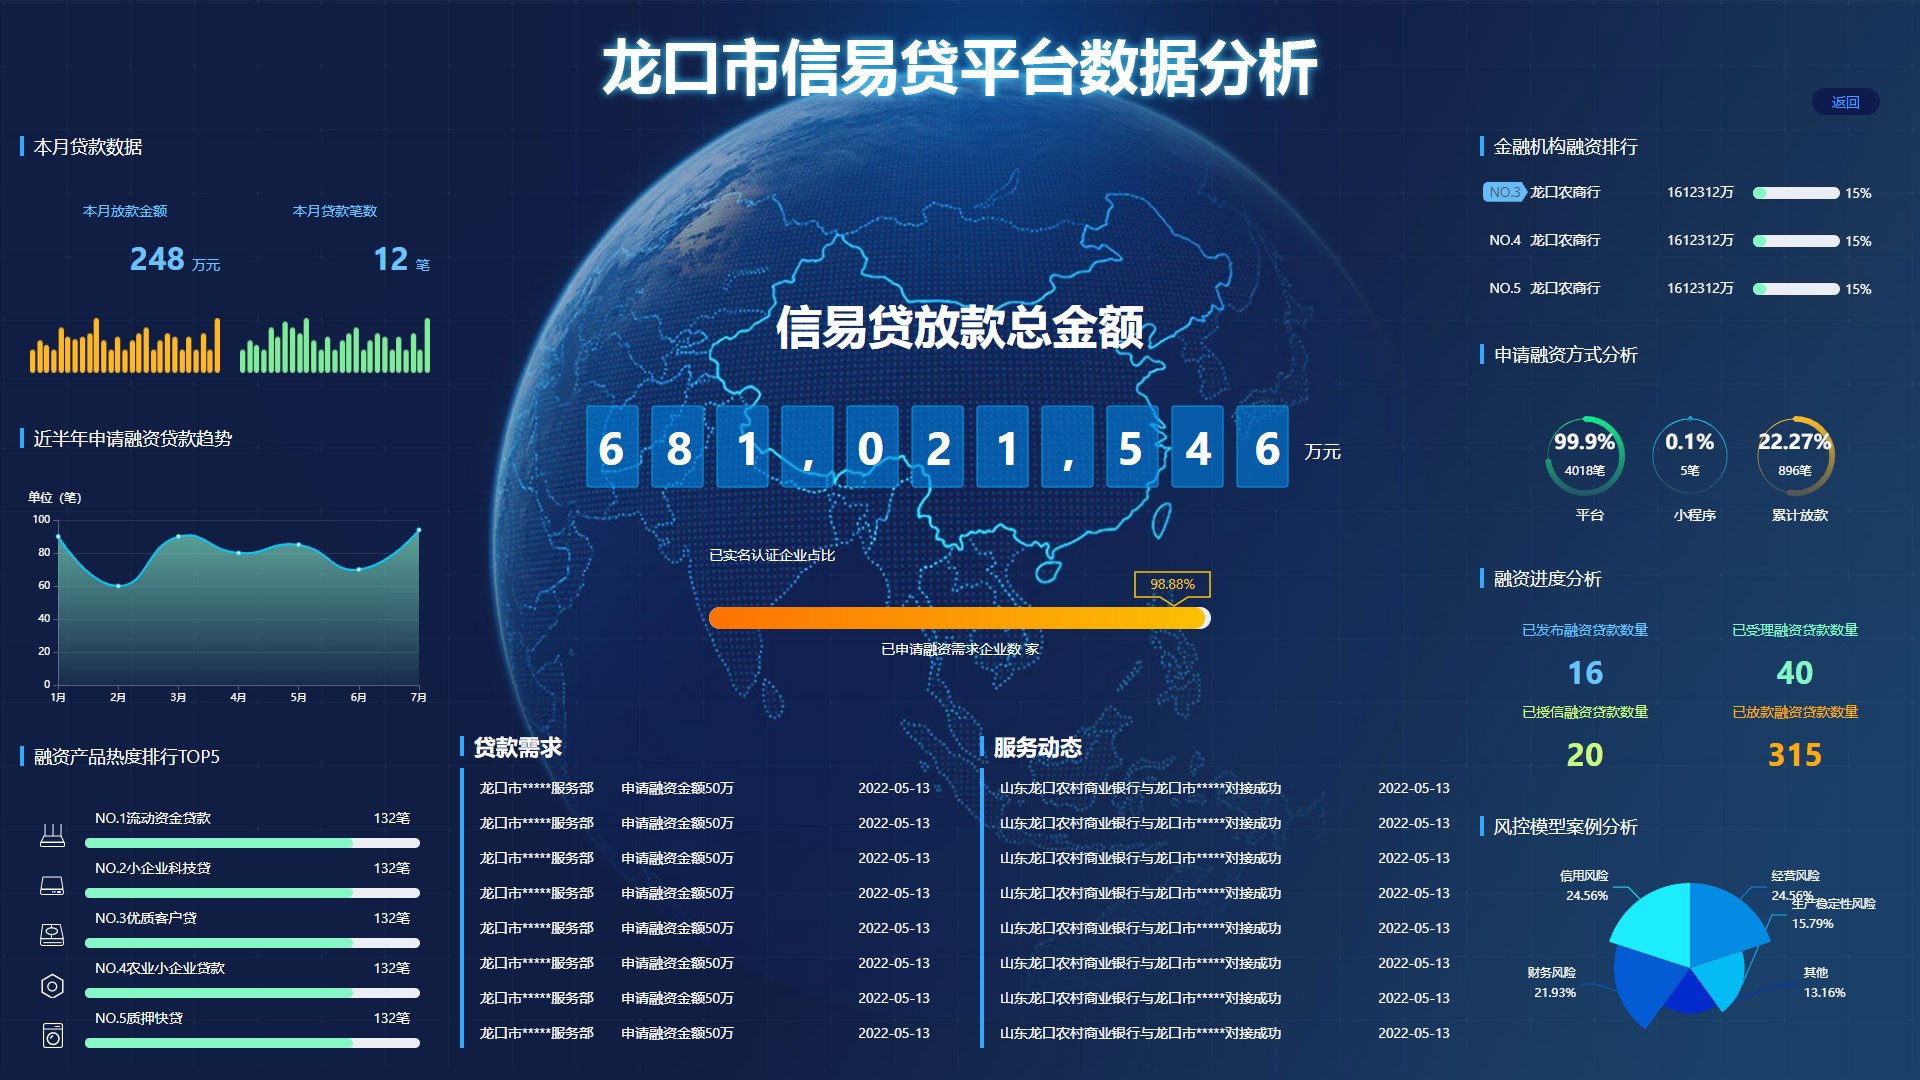 龙口市信易贷平台数据分析
返回
本月贷款数据
本月放款金额
本月贷款笔数
248 万元
12 笔
近半年申请融资贷款趋势
单位（笔）
100
80
60
40
20
0
1月 2月 3月 4月 5月 6月 7月
融资产品热度排行TOP5
NO.1流动资金贷款 132笔
NO.2小企业科技贷 132笔
NO.3优质客户贷 132笔
NO.4农业小企业贷款 132笔
NO.5质押快贷 132笔
信易贷放款总金额
681,021,546 万元
已实名认证企业占比
98.88%
已申请融资需求企业数 家
贷款需求
龙口市*****服务部 申请融资金额50万 2022-05-13
龙口市*****服务部 申请融资金额50万 2022-05-13
龙口市*****服务部 申请融资金额50万 2022-05-13
龙口市*****服务部 申请融资金额50万 2022-05-13
龙口市*****服务部 申请融资金额50万 2022-05-13
龙口市*****服务部 申请融资金额50万 2022-05-13
龙口市*****服务部 申请融资金额50万 2022-05-13
龙口市*****服务部 申请融资金额50万 2022-05-13
服务动态
山东龙口农村商业银行与龙口市*****对接成功 2022-05-13
山东龙口农村商业银行与龙口市*****对接成功 2022-05-13
山东龙口农村商业银行与龙口市*****对接成功 2022-05-13
山东龙口农村商业银行与龙口市*****对接成功 2022-05-13
山东龙口农村商业银行与龙口市*****对接成功 2022-05-13
山东龙口农村商业银行与龙口市*****对接成功 2022-05-13
山东龙口农村商业银行与龙口市*****对接成功 2022-05-13
山东龙口农村商业银行与龙口市*****对接成功 2022-05-13
金融机构融资排行
NO.3 龙口农商行 1612312万 15%
NO.4 龙口农商行 1612312万 15%
NO.5 龙口农商行 1612312万 15%
申请融资方式分析
99.9% 0.1% 22.27%
4018笔 5笔 896笔
平台 小程序 累计放款
融资进度分析
已发布融资贷款数量 已受理融资贷款数量
16 40
已授信融资贷款数量 已放款融资贷款数量
20 315
风控模型案例分析
信用风险
24.56%
经营风险
24.56%
生产稳定性风险
15.79%
财务风险
21.93%
其他
13.16%